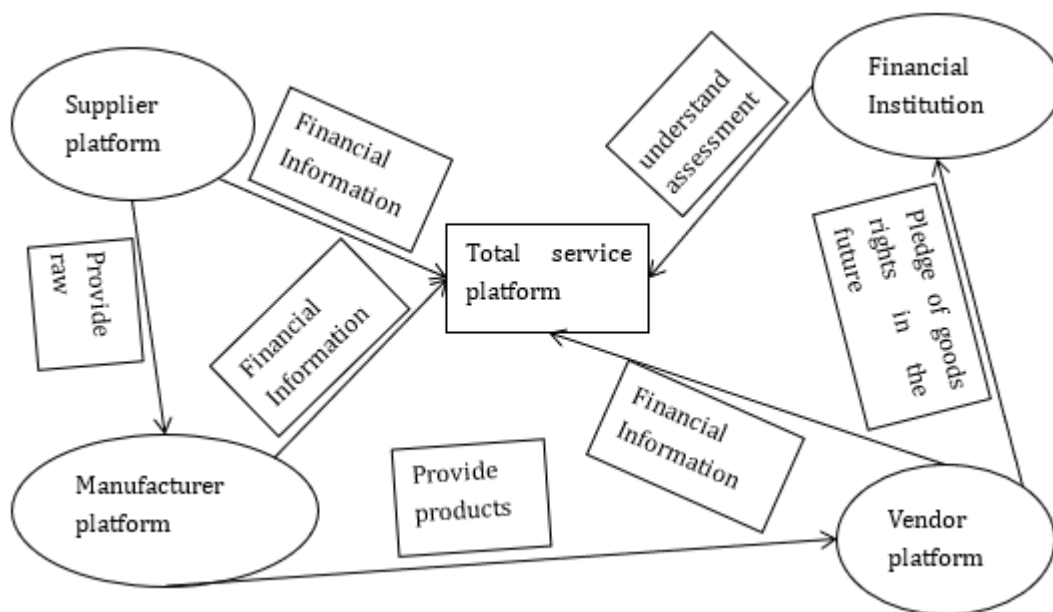 Supplier
platform
Financial
Information
understand
assessment
Financial
Institution
Provide
raw
Financial
Information
Total service
platform
Pledge of goods
rights in the
future
Manufacturer
platform
Provide
products
Financial
Information
Vendor
platform